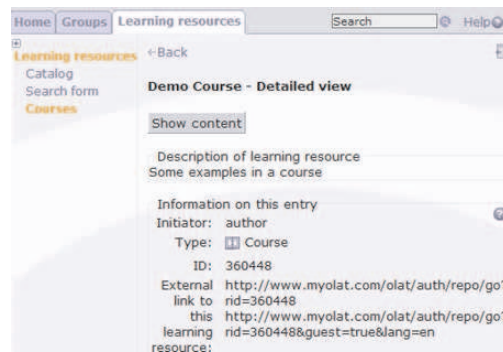 Home Groups Learning resources Search Help
Learning resources
Catalog
Search form
Courses
←Back
Demo Course - Detailed view
Show content
Description of learning resource
Some examples in a course
Information on this entry
Initiator: author
Type: Course
ID: 360448
External link to this learning resource:
http://www.myolat.com/olat/auth/repo/go?
rid=360448
http://www.myolat.com/olat/auth/repo/go?
rid=360448&guest=true&lang=en